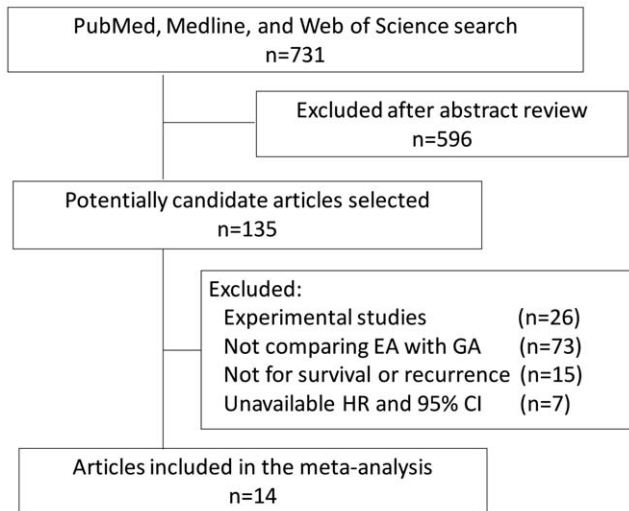 PubMed, Medline, and Web of Science search
n=731
Excluded after abstract review
n=596
Potentially candidate articles selected
n=135
Excluded:
Experimental studies (n=26)
Not comparing EA with GA (n=73)
Not for survival or recurrence (n=15)
Unavailable HR and 95% CI (n=7)
Articles included in the meta-analysis
n=14